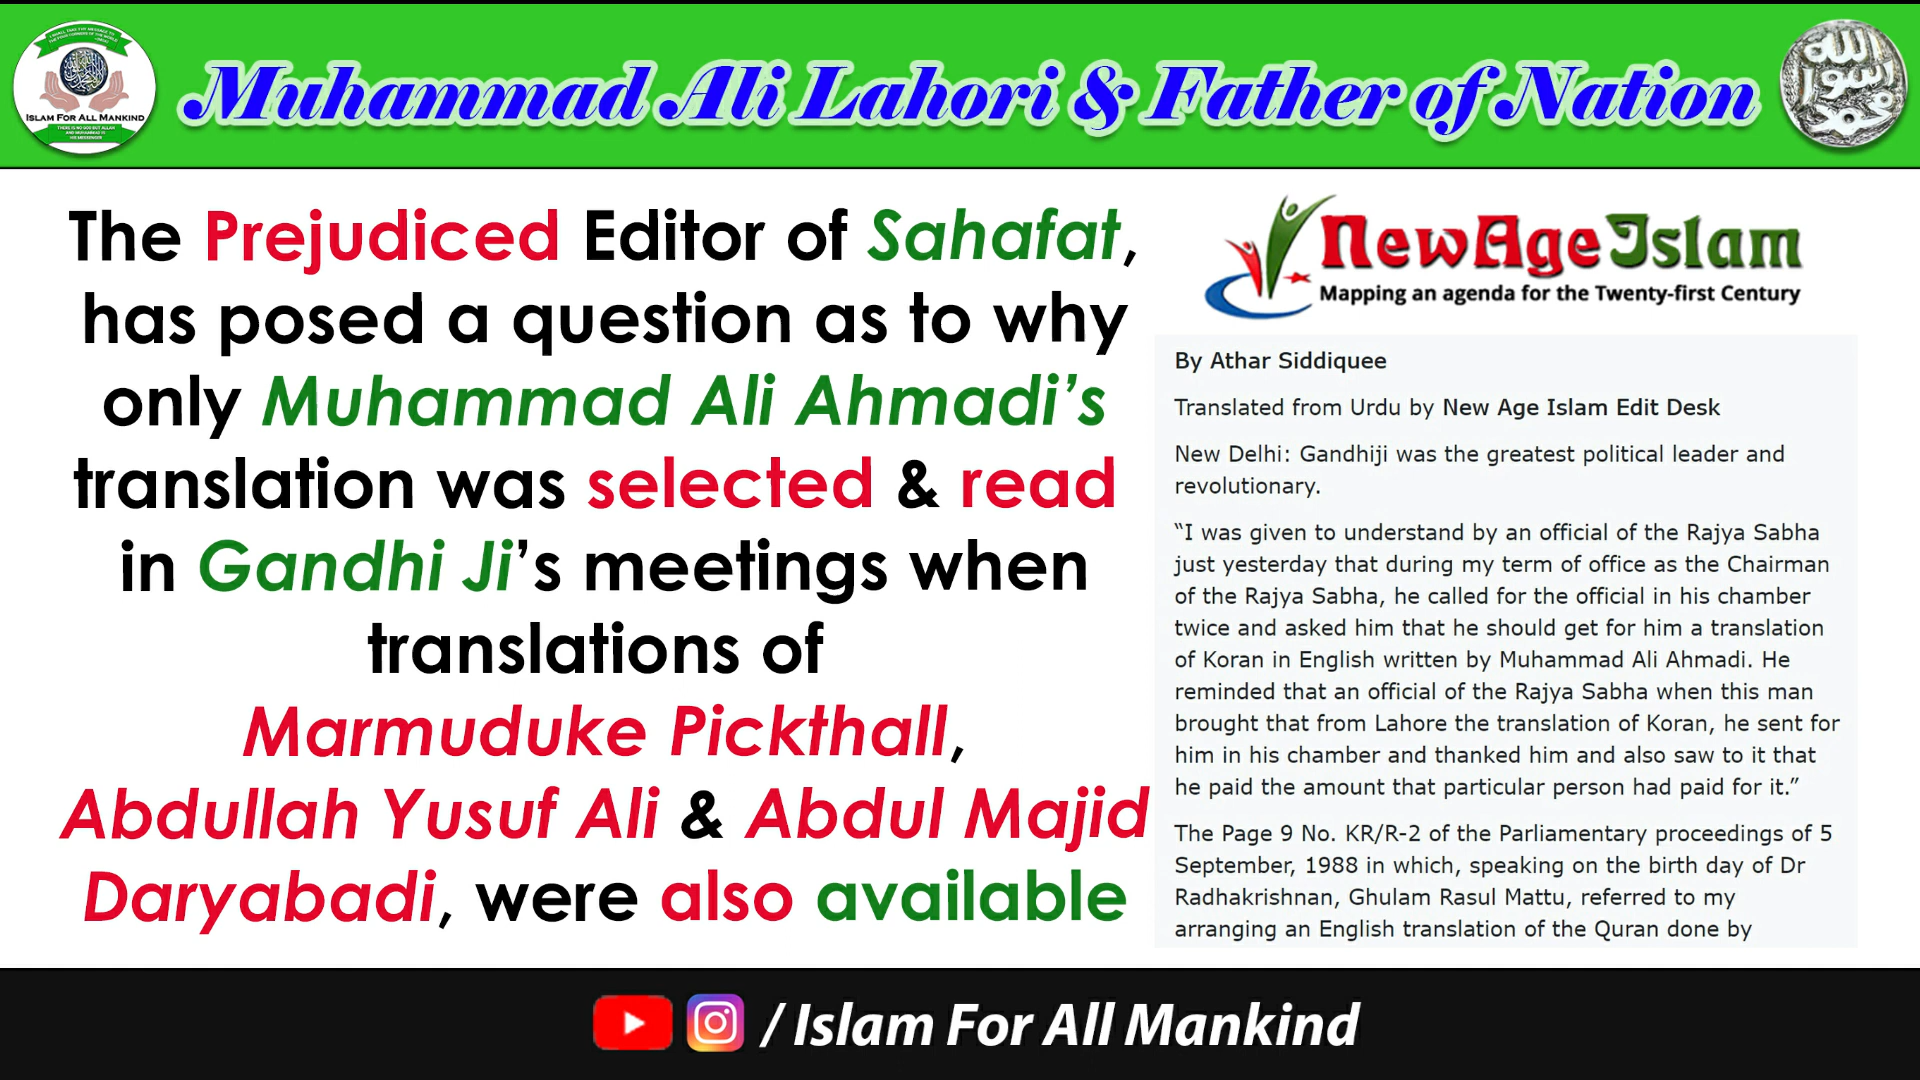 Muhammad Ali Lahori & Father of Nation
ISLAM FOR ALL MANKIND
The Prejudiced Editor of Sahafat,
has posed a question as to why
only Muhammad Ali Ahmadi's
translation was selected & read
in Gandhi Ji's meetings when
translations of
Marmuduke Pickthall,
Abdullah Yusuf Ali & Abdul Majid
Daryabadi, were also available
NewAgeIslam
Mapping an agenda for the Twenty-first Century
By Athar Siddiquee
Translated from Urdu by New Age Islam Edit Desk
New Delhi: Gandhiji was the greatest political leader and
revolutionary.
“I was given to understand by an official of the Rajya Sabha
just yesterday that during my term of office as the Chairman
of the Rajya Sabha, he called for the official in his chamber
twice and asked him that he should get for him a translation
of Koran in English written by Muhammad Ali Ahmadi. He
reminded that an official of the Rajya Sabha when this man
brought that from Lahore the translation of Koran, he sent for
him in his chamber and thanked him and also saw to it that
he paid the amount that particular person had paid for it.”
The Page 9 No. KR/R-2 of the Parliamentary proceedings of 5
September, 1988 in which, speaking on the birth day of Dr
Radhakrishnan, Ghulam Rasul Mattu, referred to my
arranging an English translation of the Quran done by
/ Islam For All Mankind